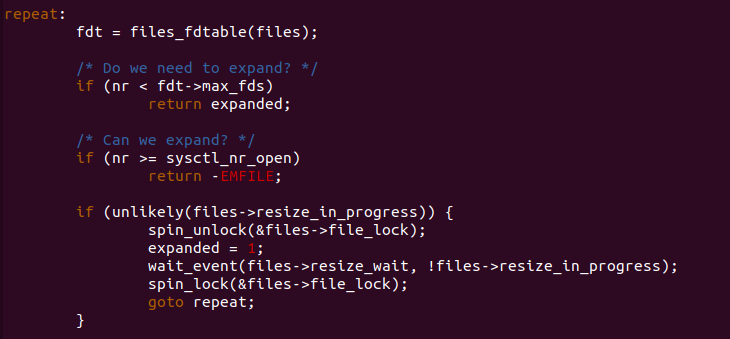 repeat:
fdt = files_fdtable(files);
/* Do we need to expand? */
if (nr < fdt->max_fds)
return expanded;
/* Can we expand? */
if (nr >= sysctl_nr_open)
return -EMFILE;
if (unlikely(files->resize_in_progress)) {
spin_unlock(&files->file_lock);
expanded = 1;
wait_event(files->resize_wait, !files->resize_in_progress);
spin_lock(&files->file_lock);
goto repeat;
}